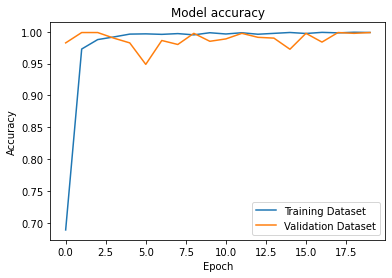 Model accuracy
1.00
0.95
0.90
0.85
0.80
0.75
0.70
Accuracy
Training Dataset
Validation Dataset
0.0 2.5 5.0 7.5 10.0 12.5 15.0 17.5
Epoch